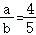 a/b = 4/5